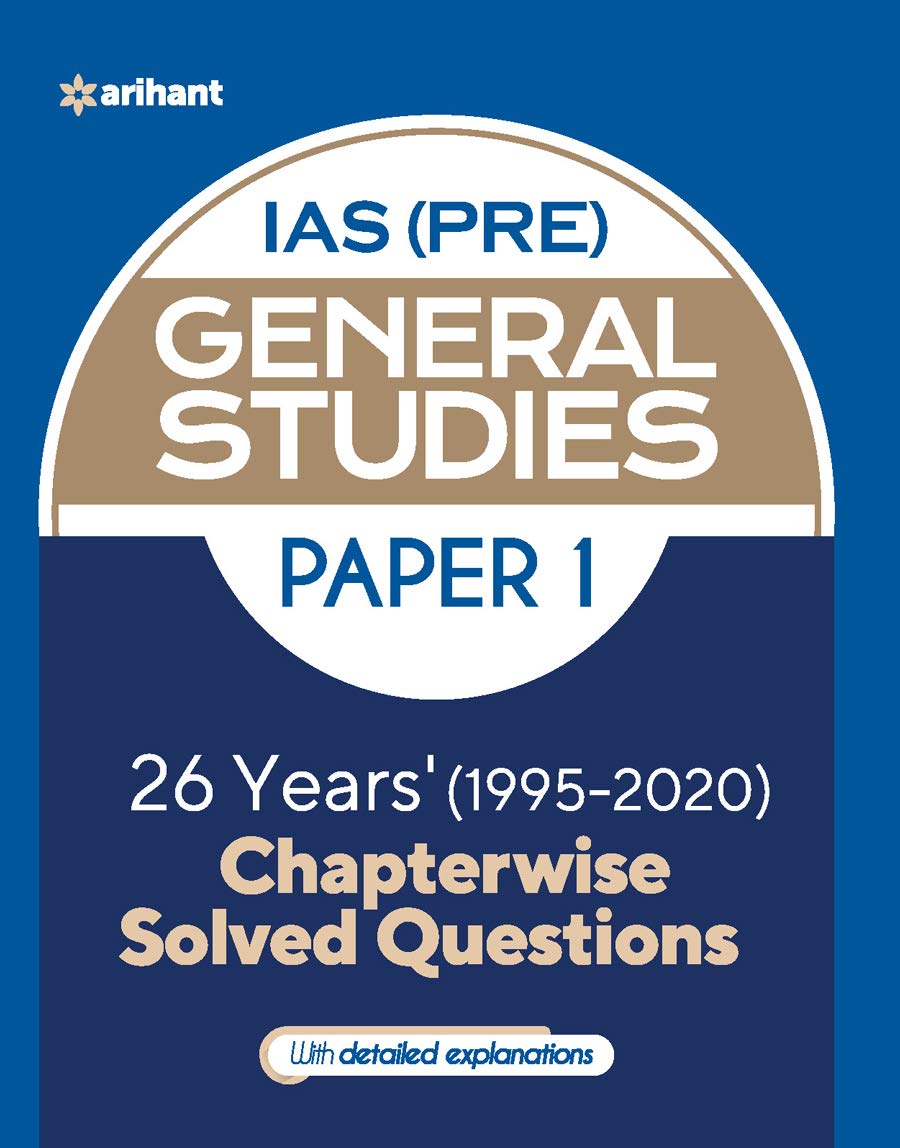 arihant
IAS (PRE)
GENERAL
STUDIES
PAPER 1
26 Years' (1995-2020)
Chapterwise
Solved Questions
With detailed explanations